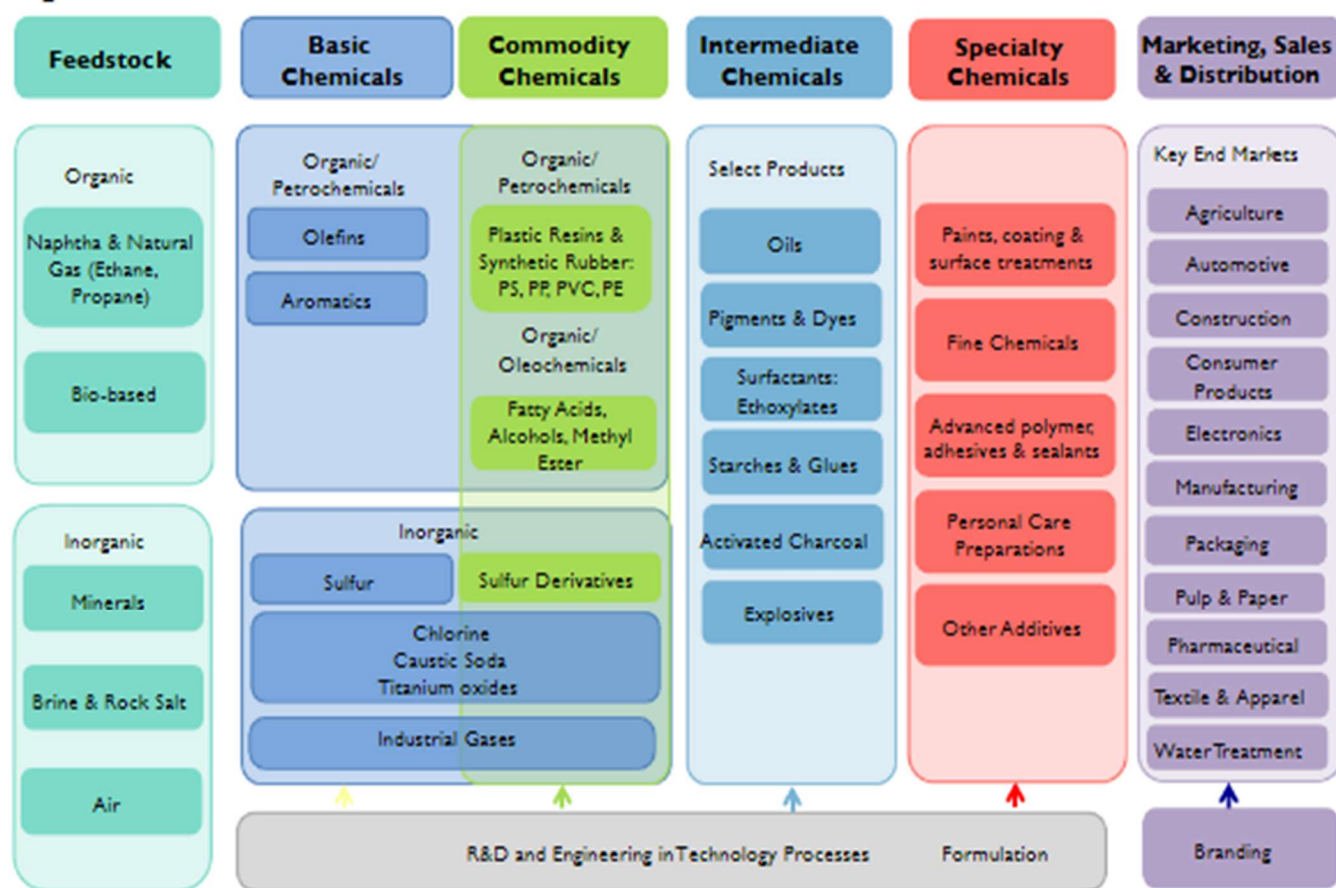 Feedstock
Basic
Chemicals
Commodity
Chemicals
Intermediate
Chemicals
Specialty
Chemicals
Marketing, Sales
& Distribution
Organic
Naphtha & Natural
Gas (Ethane,
Propane)
Bio-based
Inorganic
Minerals
Brine & Rock Salt
Air
Organic/
Petrochemicals
Olefins
Aromatics
Organic/
Petrochemicals
Plastic Resins &
Synthetic Rubber:
PS, PP, PVC, PE
Organic/
Oleochemicals
Fatty Acids,
Alcohols, Methyl
Ester
Inorganic
Sulfur
Sulfur Derivatives
Chlorine
Caustic Soda
Titanium oxides
Industrial Gases
Select Products
Oils
Pigments & Dyes
Surfactants:
Ethoxylates
Starches & Glues
Activated Charcoal
Explosives
Paints, coating &
surface treatments
Fine Chemicals
Advanced polymer,
adhesives & sealants
Personal Care
Preparations
Other Additives
Key End Markets
Agriculture
Automotive
Construction
Consumer
Products
Electronics
Manufacturing
Packaging
Pulp & Paper
Pharmaceutical
Textile & Apparel
Water Treatment
R&D and Engineering in Technology Processes
Formulation
Branding